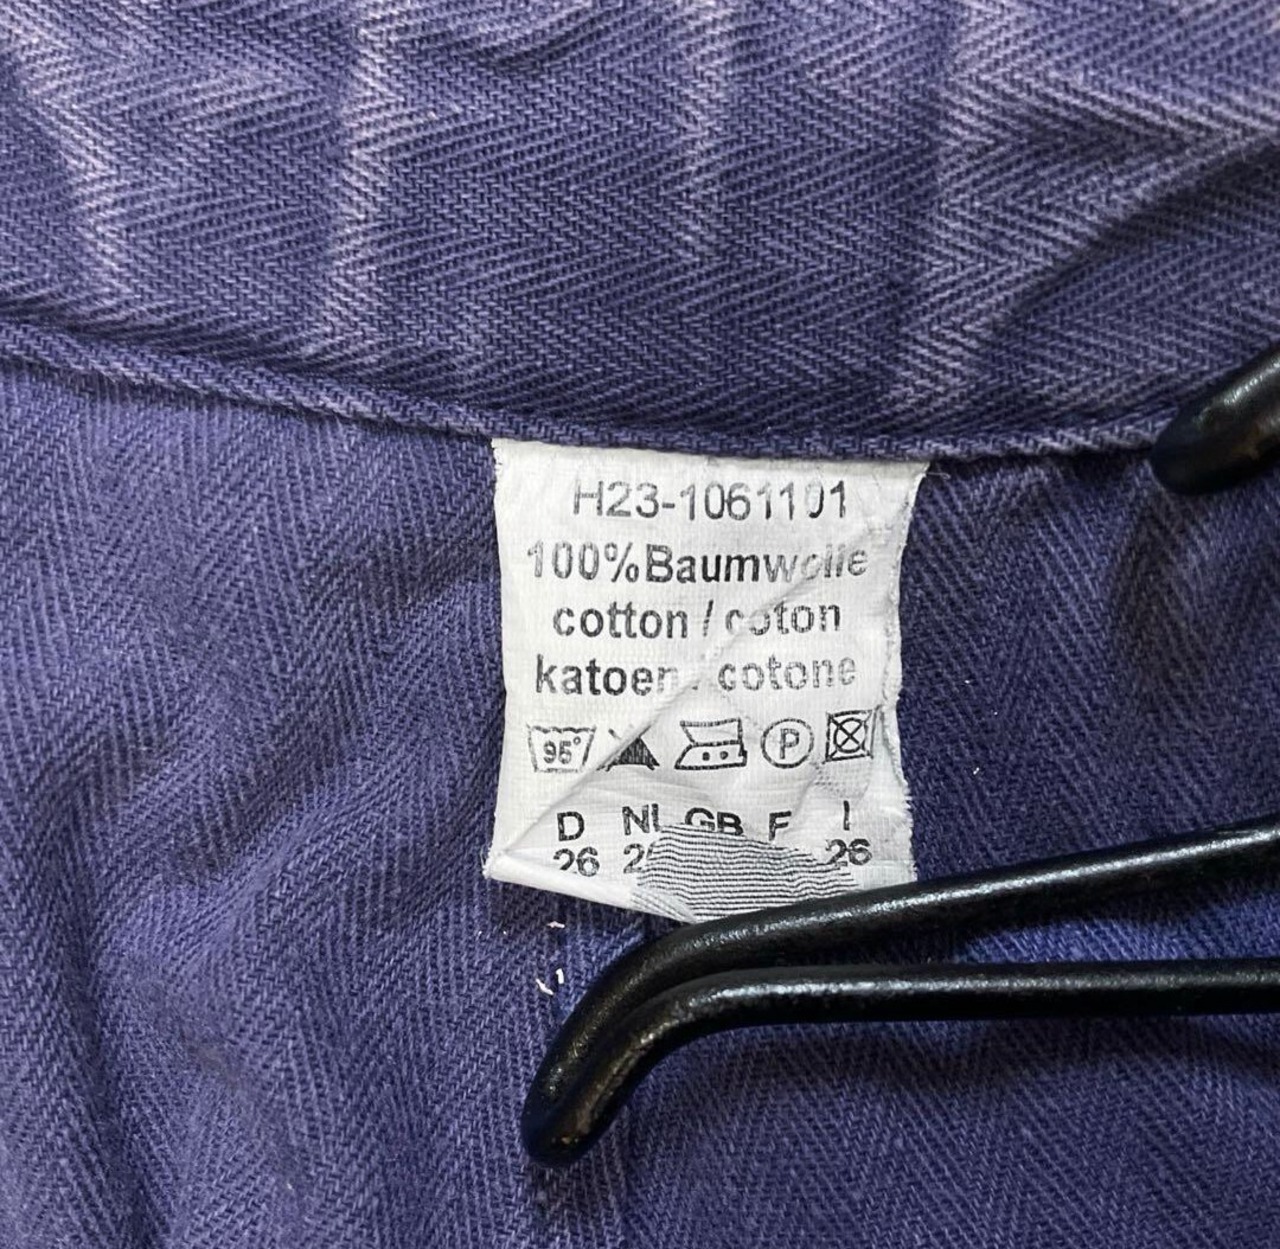 H23-1061101
100%Baumwolle
cotton / coton
katoen / cotone
95° P
D NL GB F I
26 26